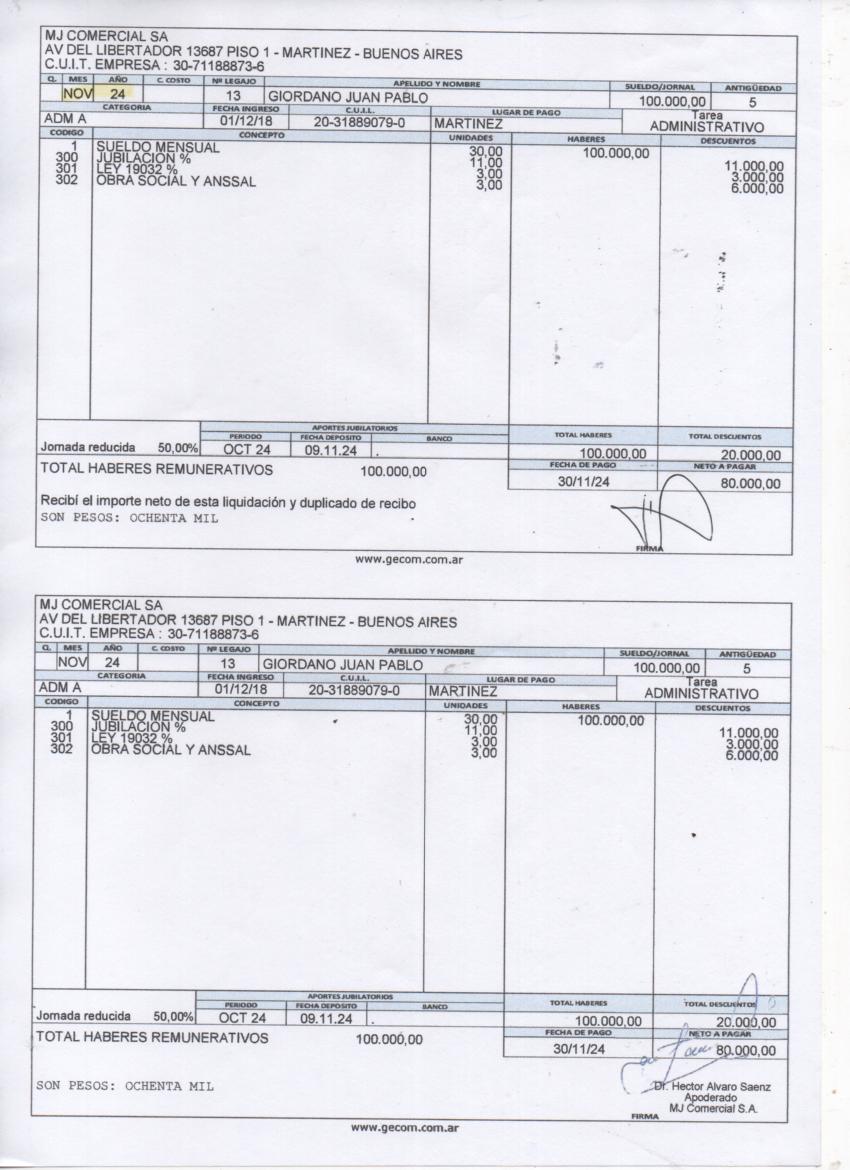 MJ COMERCIAL SA
AV DEL LIBERTADOR 13687 PISO 1 - MARTINEZ - BUENOS AIRES
C.U.I.T. EMPRESA : 30-71188873-6
Q. MES AÑO C. COSTO Nº LEGAJO APELLIDO Y NOMBRE SUELDO/JORNAL ANTIGÜEDAD
NOV 24 13 GIORDANO JUAN PABLO 100.000,00 5
CATEGORIA FECHA INGRESO C.U.I.L. LUGAR DE PAGO Tarea
ADM A 01/12/18 20-31889079-0 MARTINEZ ADMINISTRATIVO
CODIGO CONCEPTO UNIDADES HABERES DESCUENTOS
1 SUELDO MENSUAL 30,00 100.000,00
300 JUBILACION % 11,00 11.000,00
301 LEY 19032 % 3,00 3.000,00
302 OBRA SOCIAL Y ANSSAL 3,00 6.000,00
APORTES JUBILATORIOS
PERIODO FECHA DEPOSITO BANCO TOTAL HABERES TOTAL DESCUENTOS
Jornada reducida 50,00% OCT 24 09.11.24 . 100.000,00 20.000,00
FECHA DE PAGO NETO A PAGAR
TOTAL HABERES REMUNERATIVOS 100.000,00 30/11/24 80.000,00
Recibí el importe neto de esta liquidación y duplicado de recibo
SON PESOS: OCHENTA MIL
FIRMA
www.gecom.com.ar
MJ COMERCIAL SA
AV DEL LIBERTADOR 13687 PISO 1 - MARTINEZ - BUENOS AIRES
C.U.I.T. EMPRESA : 30-71188873-6
Q. MES AÑO C. COSTO Nº LEGAJO APELLIDO Y NOMBRE SUELDO/JORNAL ANTIGÜEDAD
NOV 24 13 GIORDANO JUAN PABLO 100.000,00 5
CATEGORIA FECHA INGRESO C.U.I.L. LUGAR DE PAGO Tarea
ADM A 01/12/18 20-31889079-0 MARTINEZ ADMINISTRATIVO
CODIGO CONCEPTO UNIDADES HABERES DESCUENTOS
1 SUELDO MENSUAL 30,00 100.000,00
300 JUBILACION % 11,00 11.000,00
301 LEY 19032 % 3,00 3.000,00
302 OBRA SOCIAL Y ANSSAL 3,00 6.000,00
APORTES JUBILATORIOS
PERIODO FECHA DEPOSITO BANCO TOTAL HABERES TOTAL DESCUENTOS
Jornada reducida 50,00% OCT 24 09.11.24 . 100.000,00 20.000,00
FECHA DE PAGO NETO A PAGAR
TOTAL HABERES REMUNERATIVOS 100.000,00 30/11/24 80.000,00
SON PESOS: OCHENTA MIL
Dr. Hector Alvaro Saenz
Apoderado
MJ Comercial S.A.
FIRMA
www.gecom.com.ar